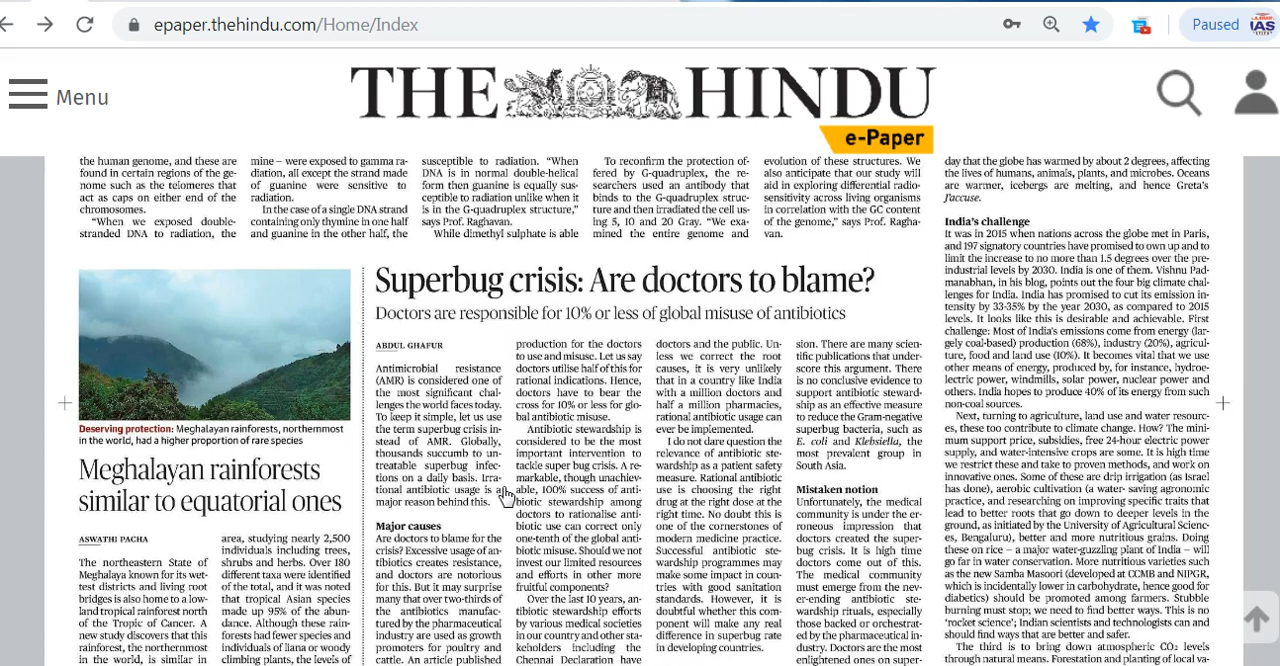 epaper.thehindu.com/Home/Index
Paused
IAS
Menu
THE HINDU
e-Paper
the human genome, and these are
found in certain regions of the ge-
nome such as the telomeres that
act as caps on either end of the
chromosomes.
"When we exposed double-
stranded DNA to radiation, the
mine – were exposed to gamma ra-
diation, all except the strand made
of guanine were sensitive to
radiation.
In the case of a single DNA strand
containing only thymine in one half
and guanine in the other half, the
susceptible to radiation. "When
DNA is in normal double-helical
form then guanine is equally sus-
ceptible to radiation unlike when it
is in the G-quadruplex structure,"
says Prof. Raghavan.
While dimethyl sulphate is able
To reconfirm the protection of-
fered by G-quadruplex, the re-
searchers used an antibody that
binds to the G-quadruplex struc-
ture and then irradiated the cell us-
ing 5, 10 and 20 Gray. "We exa-
mined the entire genome and
evolution of these structures. We
also anticipate that our study will
aid in exploring differential radio-
sensitivity across living organisms
in correlation with the GC content
of the genome," says Prof. Ragha-
van.
day that the globe has warmed by about 2 degrees, affecting
the lives of humans, animals, plants, and microbes. Oceans
are warmer, icebergs are melting, and hence Greta's
J'accuse.
India's challenge
It was in 2015 when nations across the globe met in Paris,
and 197 signatory countries have promised to own up and to
limit the increase to no more than 1.5 degrees over the pre-
industrial levels by 2030. India is one of them. Vishnu Pad-
manabhan, in his blog, points out the four big climate chal-
lenges for India. India has promised to cut its emission in-
tensity by 33-35% by the year 2030, as compared to 2015
levels. It looks like this is desirable and achievable. First
challenge: Most of India's emissions come from energy (lar-
gely coal-based) production (68%), industry (20%), agricul-
ture, food and land use (10%). It becomes vital that we use
other means of energy, produced by, for instance, hydroe-
lectric power, windmills, solar power, nuclear power and
others. India hopes to produce 40% of its energy from such
non-coal sources.
Next, turning to agriculture, land use and water resourc-
es, these too contribute to climate change. How? The mini-
mum support price, subsidies, free 24-hour electric power
supply, and water-intensive crops are some. It is high time
we restrict these and take to proven methods, and work on
innovative ones. Some of these are drip irrigation (as Israel
has done), aerobic cultivation (a water-saving agronomic
practice, and researching on improving specific traits that
lead to better roots that go down to deeper levels in the
ground, as initiated by the University of Agricultural Scienc-
es, Bengaluru), better and more nutritious grains. Doing
these on rice – a major water-guzzling plant of India – will
go far in water conservation. More nutritious varieties such
as the new Samba Masoori (developed at CCMB and NIPGR,
which is incidentally lower in carbohydrate, hence good for
diabetics) should be promoted among farmers. Stubble
burning must stop; we need to find better ways. This is no
'rocket science'; Indian scientists and technologists can and
should find ways that are better and safer.
The third is to bring down atmospheric CO₂ levels
through natural means. Forestation and planting of local
Superbug crisis: Are doctors to blame?
Doctors are responsible for 10% or less of global misuse of antibiotics
ABDUL GHAFUR
Antimicrobial resistance
(AMR) is considered one of
the most significant chal-
lenges the world faces today.
To keep it simple, let us use
the term superbug crisis in-
stead of AMR. Globally,
thousands succumb to un-
treatable superbug infec-
tions on a daily basis. Irra-
tional antibiotic usage is a
major reason behind this.
Major causes
Are doctors to blame for the
crisis? Excessive usage of an-
tibiotics creates resistance,
and doctors are notorious
for this. But it may surprise
many that over two-thirds of
the antibiotics manufac-
tured by the pharmaceutical
industry are used as growth
promoters for poultry and
cattle. An article published
production for the doctors
to use and misuse. Let us say
doctors utilise half of this for
rational indications. Hence,
doctors have to bear the
cross for 10% or less for glo-
bal antibiotic misuse.
Antibiotic stewardship is
considered to be the most
important intervention to
tackle super bug crisis. A re-
markable, though unachiev-
able, 100% success of anti-
biotic stewardship among
doctors to rationalise anti-
biotic use can correct only
one-tenth of the global anti-
biotic misuse. Should we not
invest our limited resources
and efforts in other more
fruitful components?
Over the last 10 years, an-
tibiotic stewardship efforts
by various medical societies
in our country and other sta-
keholders including the
Chennai Declaration have
doctors and the public. Un-
less we correct the root
causes, it is very unlikely
that in a country like India
with a million doctors and
half a million pharmacies,
rational antibiotic usage can
ever be implemented.
I do not dare question the
relevance of antibiotic ste-
wardship as a patient safety
measure. Rational antibiotic
use is choosing the right
drug at the right dose at the
right time. No doubt this is
one of the cornerstones of
modern medicine practice.
Successful antibiotic ste-
wardship programmes may
make some impact in coun-
tries with good sanitation
standards. However, it is
doubtful whether this com-
ponent will make any real
difference in superbug rate
in developing countries.
sion. There are many scien-
tific publications that under-
score this argument. There
is no conclusive evidence to
support antibiotic steward-
ship as an effective measure
to reduce the Gram-negative
superbug bacteria, such as
E. coli and Klebsiella, the
most prevalent group in
South Asia.
Mistaken notion
Unfortunately, the medical
community is under the er-
roneous impression that
doctors created the super-
bug crisis. It is high time
doctors come out of this.
The medical community
must emerge from the nev-
er-ending antibiotic stew-
ardship rituals, especially
those backed or orchestrat-
ed by the pharmaceutical in-
dustry. Doctors are the most
enlightened ones on super-
Deserving protection: Meghalayan rainforests, northernmost
in the world, had a higher proportion of rare species
Meghalayan rainforests
similar to equatorial ones
ASWATHI PACHA
The northeastern State of
Meghalaya known for its wet-
test districts and living root
bridges is also home to a low-
land tropical rainforest north
of the Tropic of Cancer. A
new study discovers that this
rainforest, the northernmost
in the world, is similar in
area, studying nearly 2,500
individuals including trees,
shrubs and herbs. Over 180
different taxa were identified
of the total, and it was noted
that tropical Asian species
made up 95% of the abun-
dance. Although these rain-
forests had fewer species and
individuals of liana or woody
climbing plants, the levels of